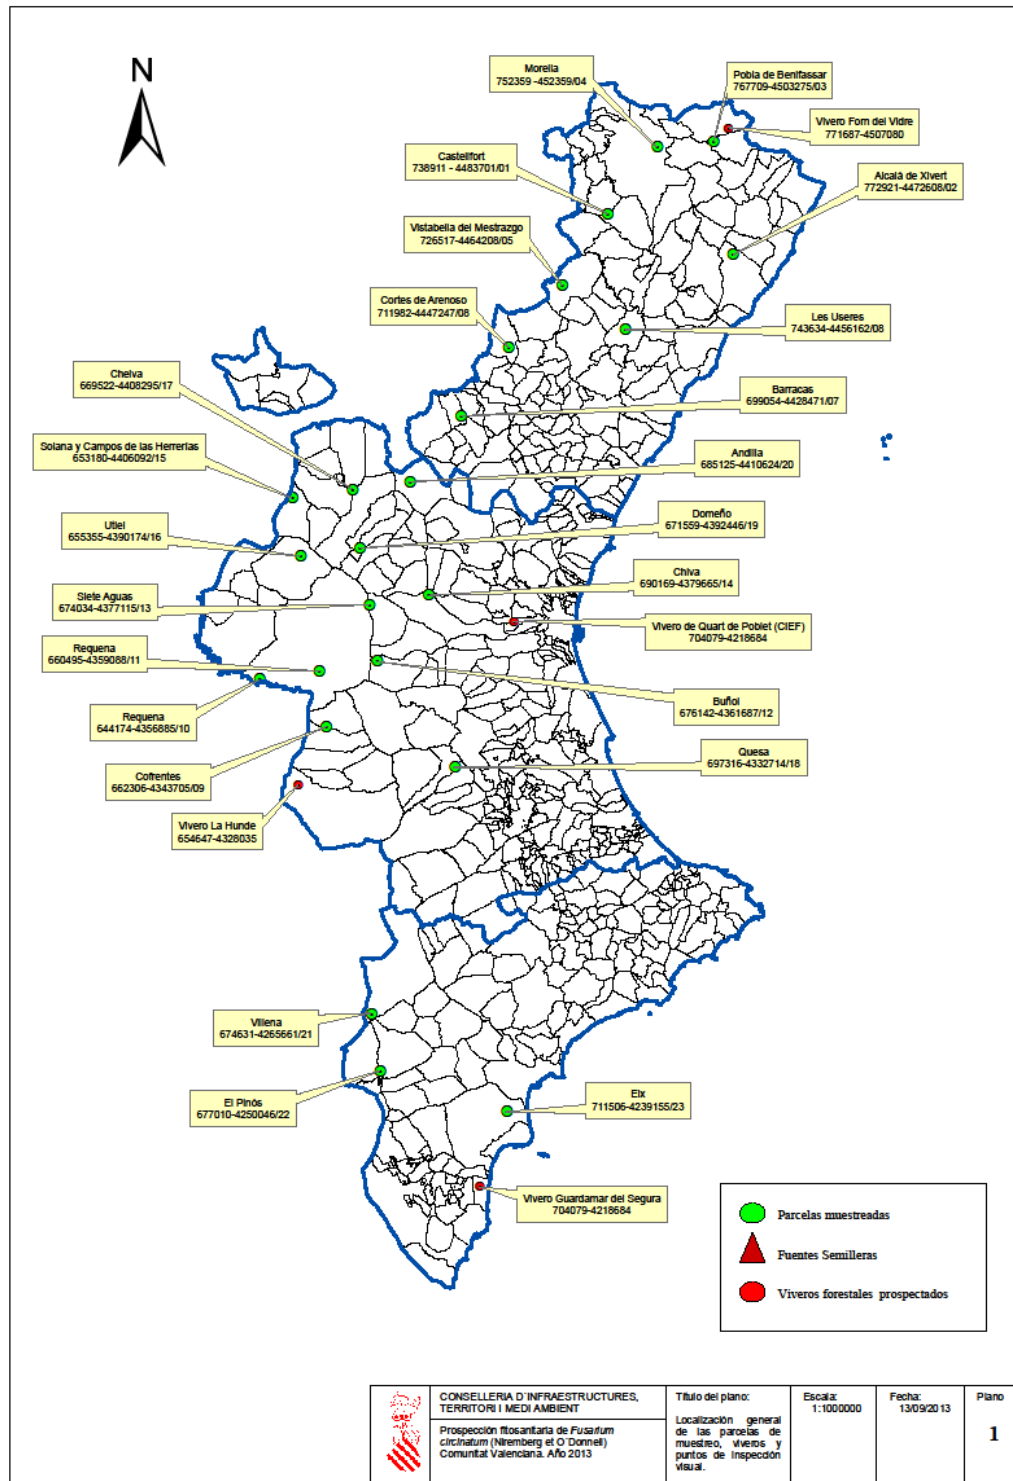 N
Morella
752359 -452359/04
Pobla de Benifassar
767709-4503275/03
Vivero Forn del Vidre
771687-4507080
Castellfort
738911 - 4483701/01
Alcalá de Xivert
772921-4472608/02
Vistabella del Mestrazgo
726517-4464208/05
Cortes de Arenoso
711982-4447247/08
Les Useres
743634-4456162/08
Chelva
669522-4408295/17
Barracas
699054-4428471/07
Solana y Campos de las Herrerías
653180-4406092/15
Andilla
685125-4410624/20
Utiel
655355-4390174/16
Domeño
671559-4392446/19
Siete Aguas
674034-4377115/13
Chiva
690169-4379665/14
Vivero de Quart de Poblet (CIEF)
704079-4218684
Requena
660495-4359088/11
Requena
644174-4356885/10
Buñol
676142-4361687/12
Cofrentes
662306-4343705/09
Quesa
697316-4332714/18
Vivero La Hunde
654647-4328035
Villena
674631-4265661/21
El Pinós
677010-4250046/22
Elx
711506-4239155/23
Vivero Guardamar del Segura
704079-4218684
Parcelas muestreadas
Fuentes Semilleras
Viveros forestales prospectados
CONSELLERIA D'INFRAESTRUCTURES,
TERRITORI I MEDI AMBIENT
Prospección fitosanitaria de Fusarium
circinatum (Niremberg et O'Donnell)
Comunitat Valenciana. Año 2013
Título del plano:
Localización general
de las parcelas de
muestreo, viveros y
puntos de inspección
visual.
Escala:
1:1000000
Fecha:
13/09/2013
Plano
1